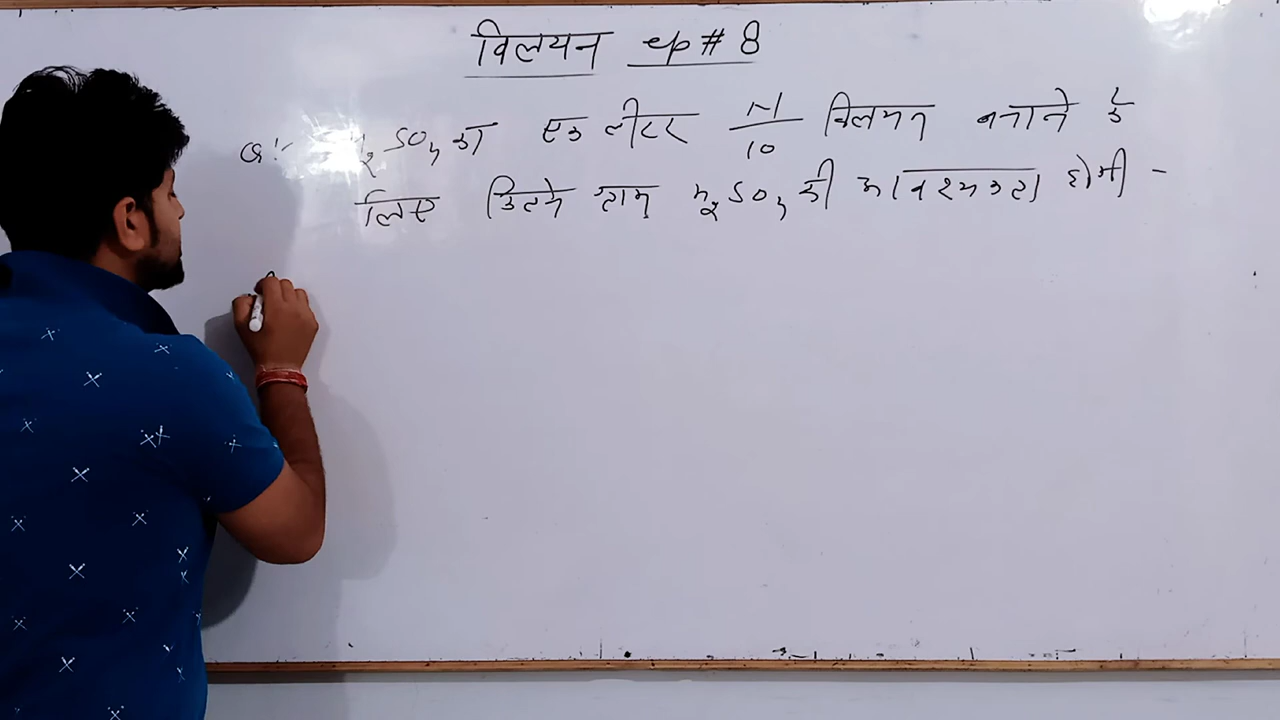 विलयन ep # 8
Q:- H₂SO₄ का एक लीटर N/10 विलयन बनाने के
लिए कितने ग्राम H₂SO₄ की आवश्यकता होगी -